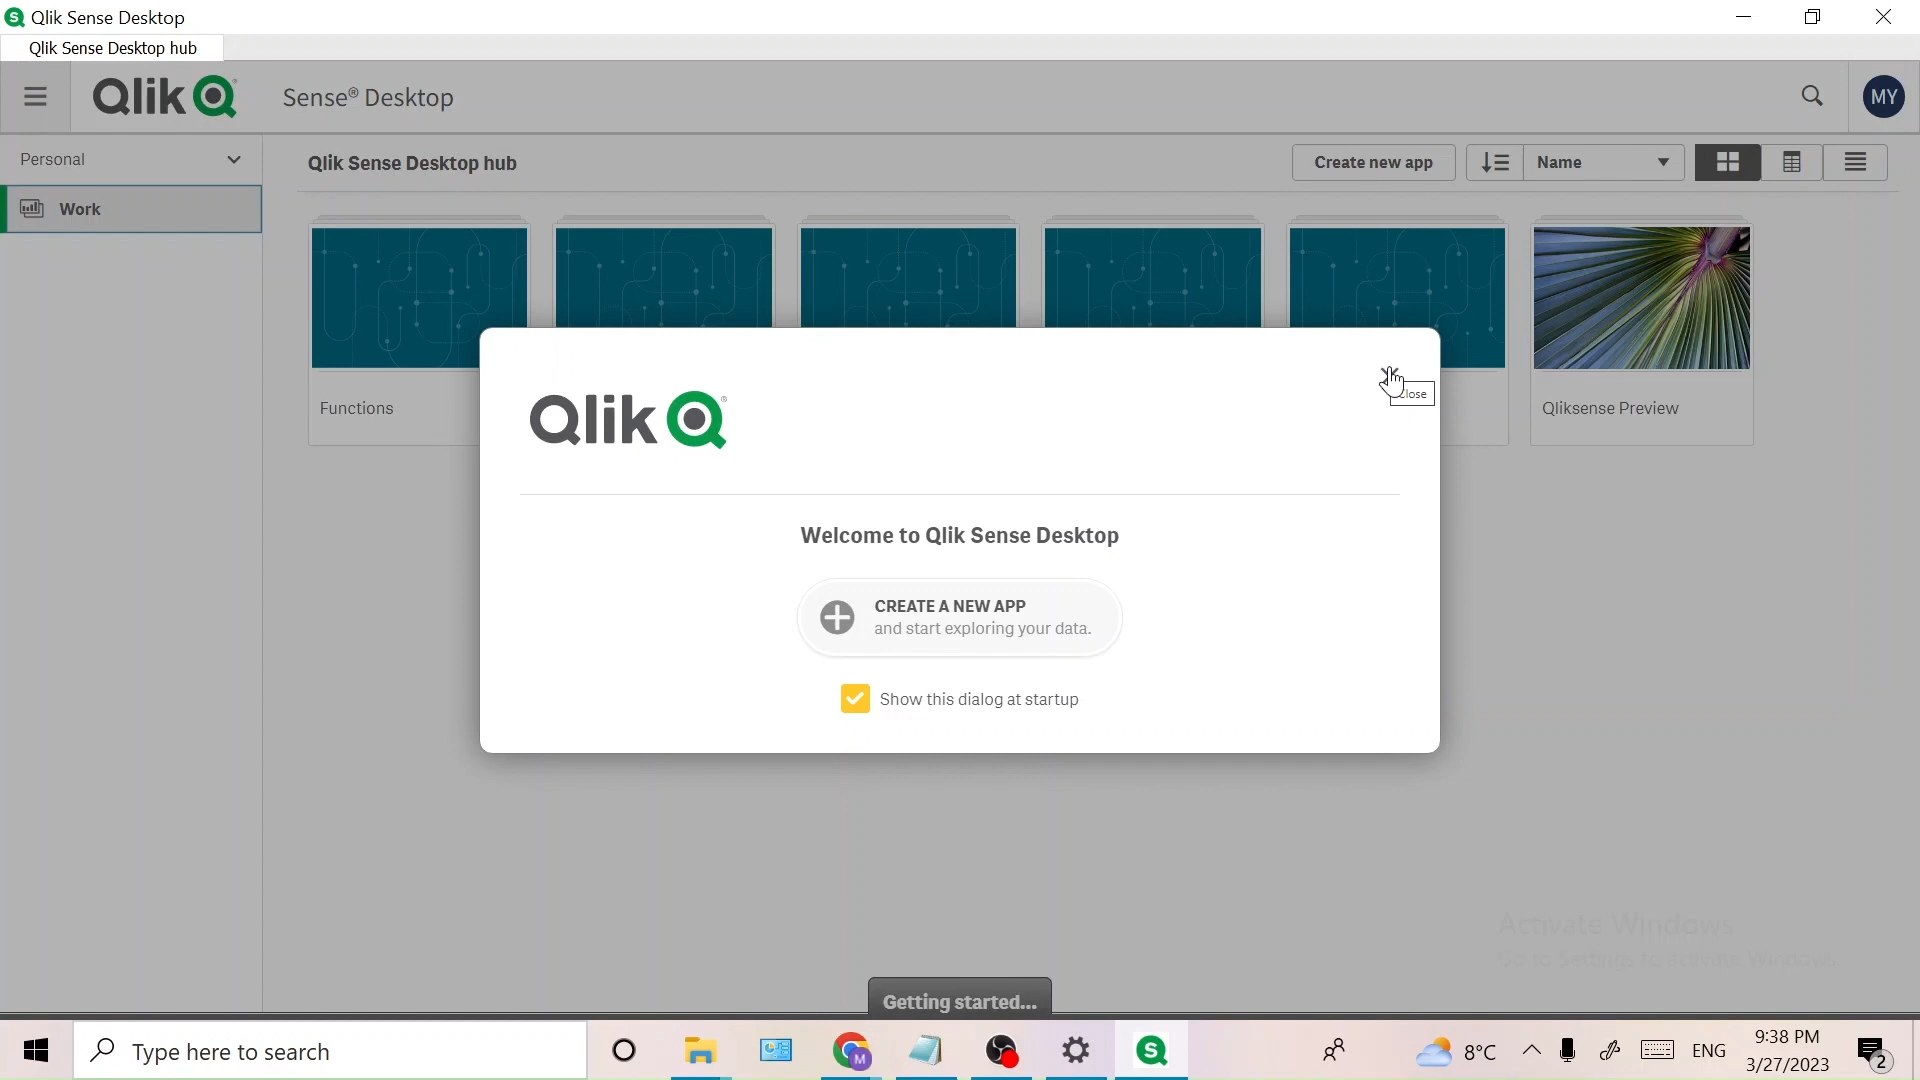 Qlik Sense Desktop
Qlik Sense Desktop hub
Qlik
Sense® Desktop
MY
Personal
Qlik Sense Desktop hub
Create new app
Name
Work
Functions
Qliksense Preview
Close
Qlik
Welcome to Qlik Sense Desktop
CREATE A NEW APP
and start exploring your data.
Show this dialog at startup
Activate Windows
Go to Settings to activate Windows.
Getting started...
Type here to search
M
8°C
ENG
9:38 PM
3/27/2023
2